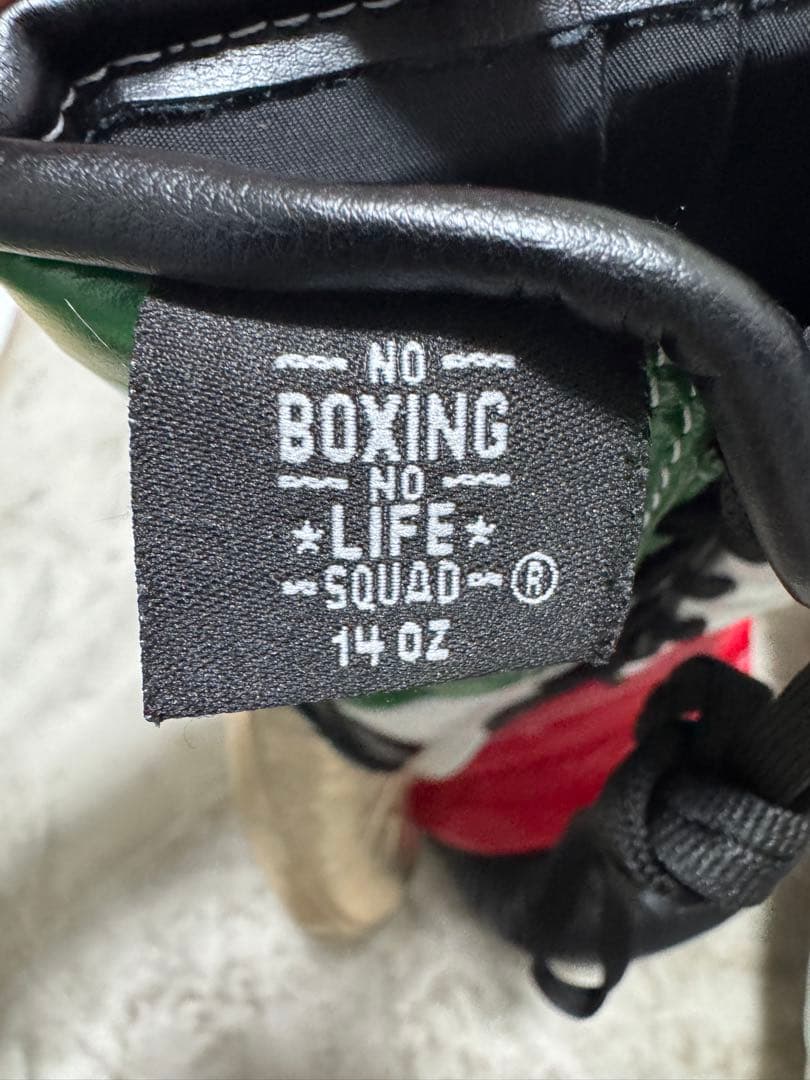 NO
BOXING
NO
LIFE
SQUAD®
14 OZ